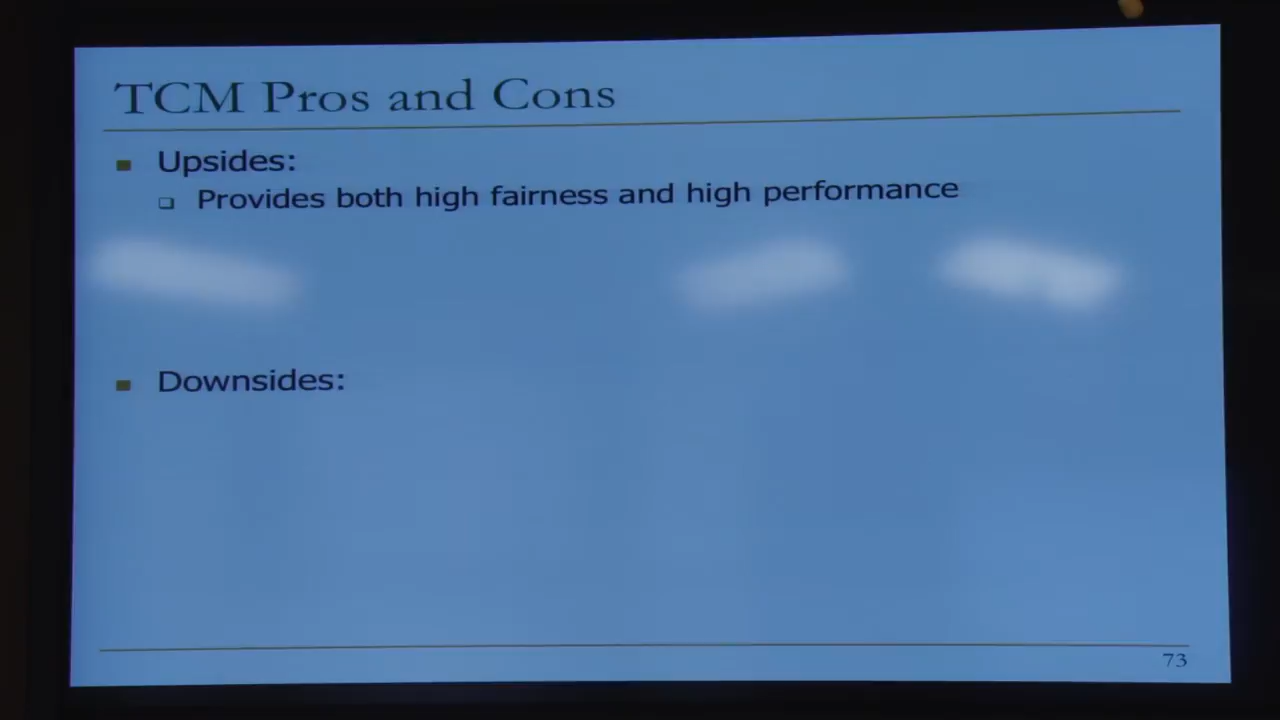 TCM Pros and Cons
Upsides:
Provides both high fairness and high performance
Downsides:
73